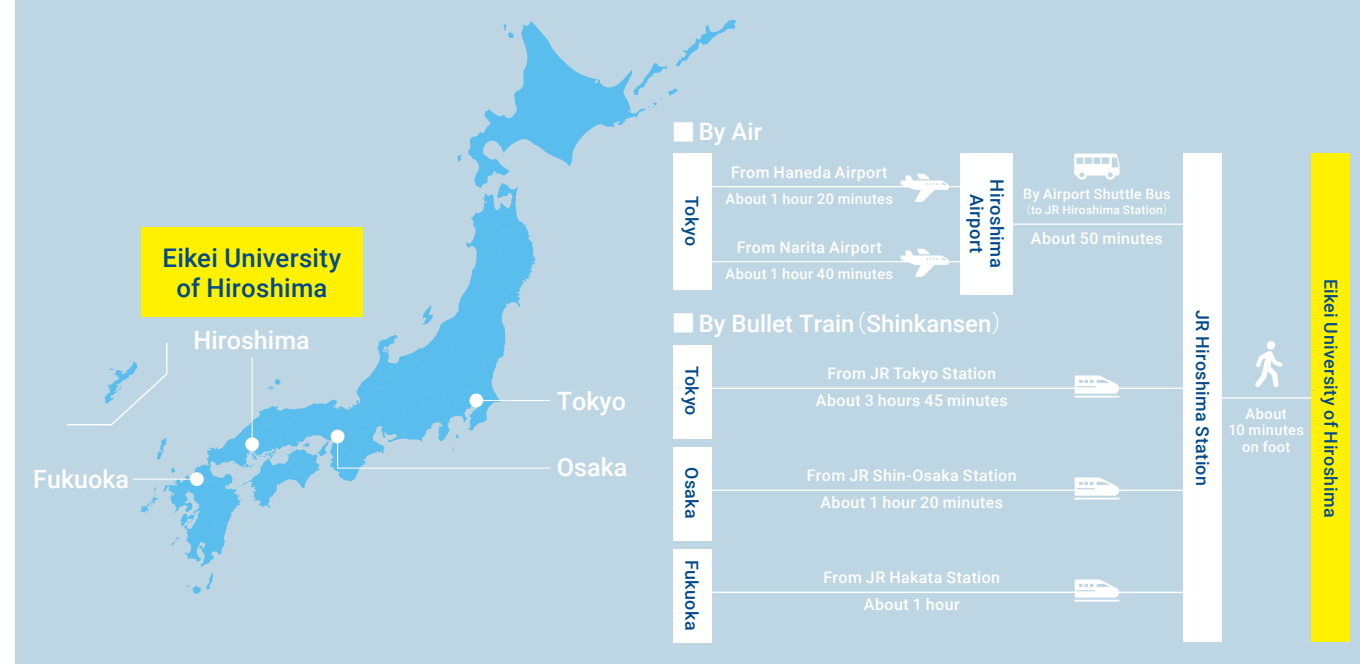 Eikei University
of Hiroshima
Hiroshima
Fukuoka
Tokyo
Osaka
By Air
Tokyo
From Haneda Airport
About 1 hour 20 minutes
From Narita Airport
About 1 hour 40 minutes
Hiroshima
Airport
By Airport Shuttle Bus
(to JR Hiroshima Station)
About 50 minutes
By Bullet Train（Shinkansen）
Tokyo
From JR Tokyo Station
About 3 hours 45 minutes
Osaka
From JR Shin-Osaka Station
About 1 hour 20 minutes
Fukuoka
From JR Hakata Station
About 1 hour
JR Hiroshima Station
About
10 minutes
on foot
Eikei University of Hiroshima